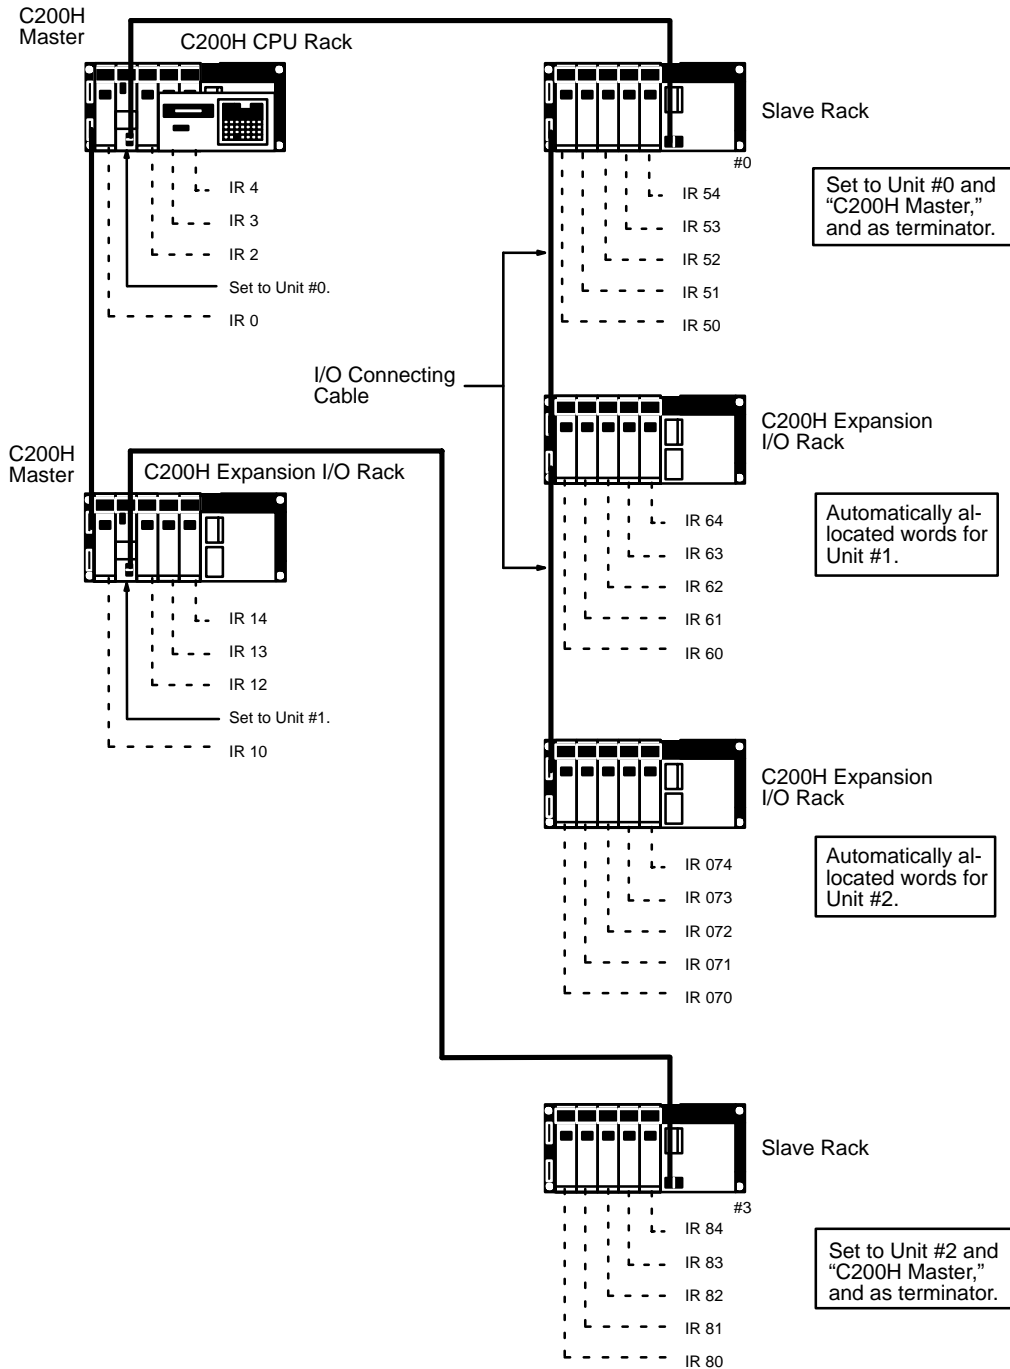 C200H
Master
C200H CPU Rack
IR 4
IR 3
IR 2
Set to Unit #0.
IR 0
Slave Rack
#0
Set to Unit #0 and
“C200H Master,”
and as terminator.
IR 54
IR 53
IR 52
IR 51
IR 50
I/O Connecting
Cable
C200H Expansion
I/O Rack
Automatically al-
located words for
Unit #1.
IR 64
IR 63
IR 62
IR 61
IR 60
C200H
Master
C200H Expansion I/O Rack
IR 14
IR 13
IR 12
Set to Unit #1.
IR 10
C200H Expansion
I/O Rack
Automatically al-
located words for
Unit #2.
IR 074
IR 073
IR 072
IR 071
IR 070
Slave Rack
#3
Set to Unit #2 and
“C200H Master,”
and as terminator.
IR 84
IR 83
IR 82
IR 81
IR 80